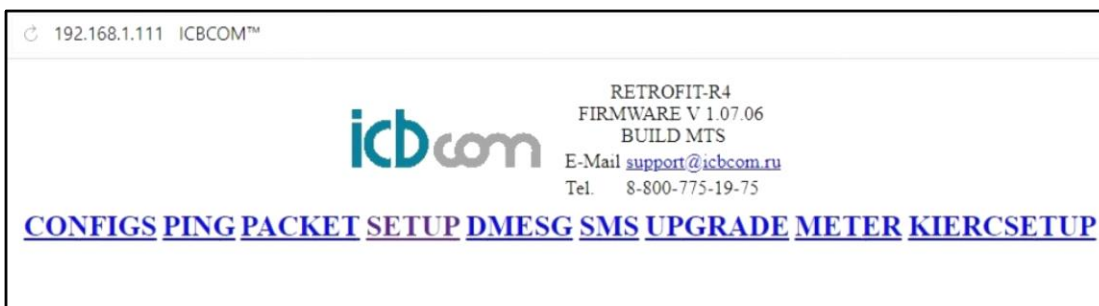 192.168.1.111 ICBCOM™
icbcom
RETROFIT-R4
FIRMWARE V 1.07.06
BUILD MTS
E-Mail support@icbcom.ru
Tel. 8-800-775-19-75
CONFIGS PING PACKET SETUP DMESG SMS UPGRADE METER KIERCSETUP